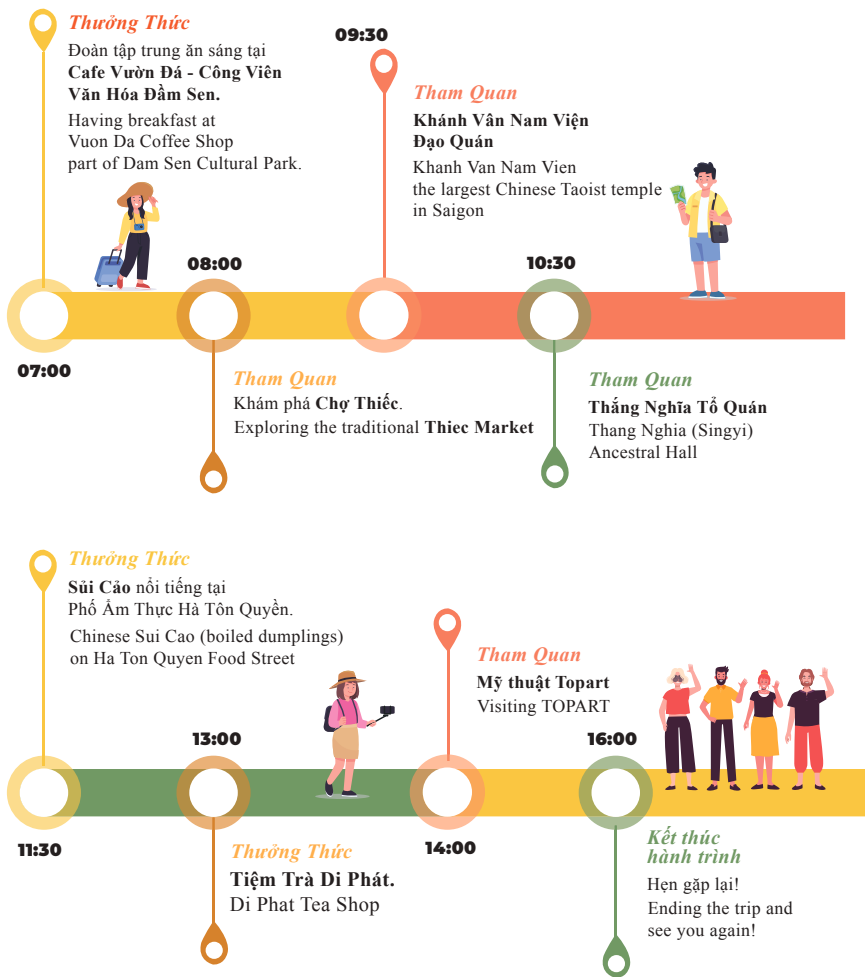 Thưởng Thức
Đoàn tập trung ăn sáng tại
Cafe Vườn Đá - Công Viên
Văn Hóa Đầm Sen.
Having breakfast at
Vuon Da Coffee Shop
part of Dam Sen Cultural Park.
07:00
08:00
Tham Quan
Khám phá Chợ Thiếc.
Exploring the traditional Thiec Market
09:30
Tham Quan
Khánh Vân Nam Viện
Đạo Quán
Khanh Van Nam Vien
the largest Chinese Taoist temple
in Saigon
10:30
Tham Quan
Thắng Nghĩa Tổ Quán
Thang Nghia (Singyi)
Ancestral Hall
Thưởng Thức
Sủi Cảo nổi tiếng tại
Phố Ẩm Thực Hà Tôn Quyền.
Chinese Sui Cao (boiled dumplings)
on Ha Ton Quyen Food Street
11:30
13:00
Thưởng Thức
Tiệm Trà Di Phát.
Di Phat Tea Shop
Tham Quan
Mỹ thuật Topart
Visiting TOPART
14:00
16:00
Kết thúc
hành trình
Hẹn gặp lại!
Ending the trip and
see you again!